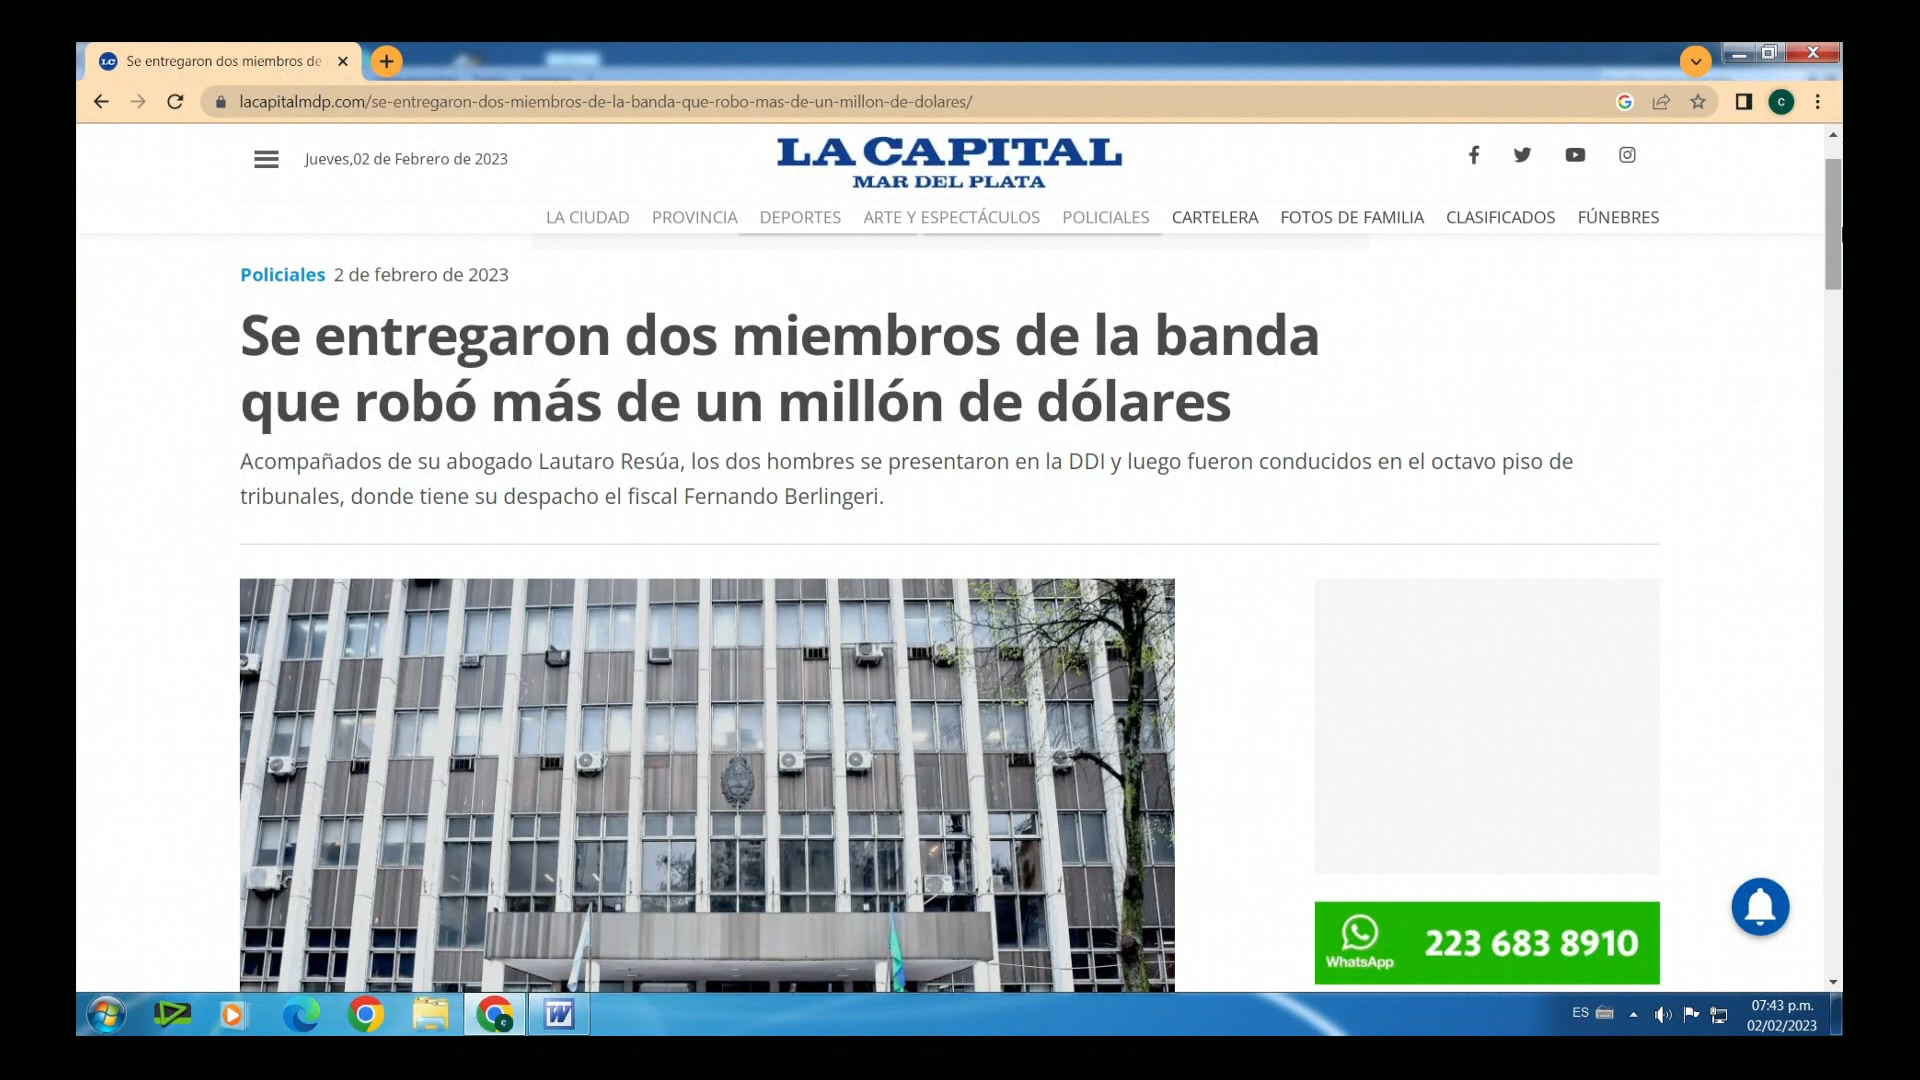 Se entregaron dos miembros de
lacapitalmdp.com/se-entregaron-dos-miembros-de-la-banda-que-robo-mas-de-un-millon-de-dolares/
Jueves,02 de Febrero de 2023
LA CAPITAL
MAR DEL PLATA
LA CIUDAD PROVINCIA DEPORTES ARTE Y ESPECTÁCULOS POLICIALES CARTELERA FOTOS DE FAMILIA CLASIFICADOS FÚNEBRES
Policiales 2 de febrero de 2023
Se entregaron dos miembros de la banda
que robó más de un millón de dólares
Acompañados de su abogado Lautaro Resúa, los dos hombres se presentaron en la DDI y luego fueron conducidos en el octavo piso de
tribunales, donde tiene su despacho el fiscal Fernando Berlingeri.
WhatsApp
223 683 8910
ES
07:43 p.m.
02/02/2023